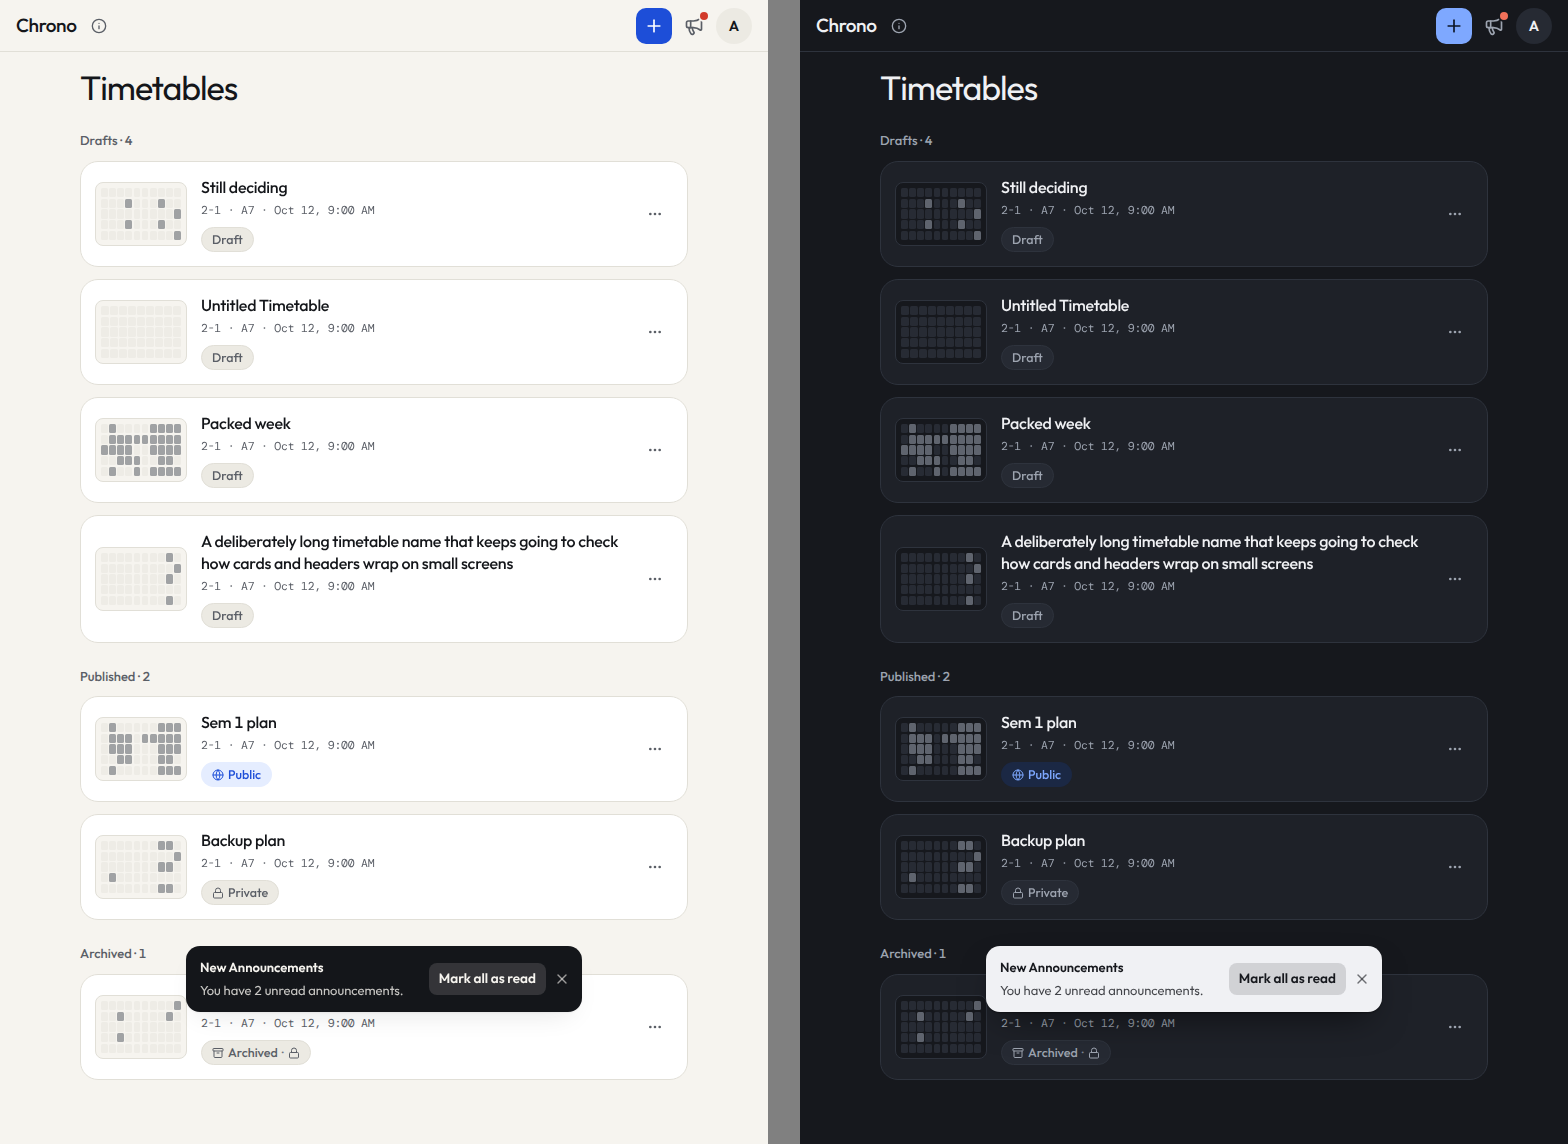 Chrono
A
Timetables
Drafts · 4
Still deciding
2-1 · A7 · Oct 12, 9:00 AM
Draft
Untitled Timetable
2-1 · A7 · Oct 12, 9:00 AM
Draft
Packed week
2-1 · A7 · Oct 12, 9:00 AM
Draft
A deliberately long timetable name that keeps going to check
how cards and headers wrap on small screens
2-1 · A7 · Oct 12, 9:00 AM
Draft
Published · 2
Sem 1 plan
2-1 · A7 · Oct 12, 9:00 AM
Public
Backup plan
2-1 · A7 · Oct 12, 9:00 AM
Private
Archived · 1
New Announcements
You have 2 unread announcements.
Mark all as read
2-1 · A7 · Oct 12, 9:00 AM
Archived ·
Chrono
A
Timetables
Drafts · 4
Still deciding
2-1 · A7 · Oct 12, 9:00 AM
Draft
Untitled Timetable
2-1 · A7 · Oct 12, 9:00 AM
Draft
Packed week
2-1 · A7 · Oct 12, 9:00 AM
Draft
A deliberately long timetable name that keeps going to check
how cards and headers wrap on small screens
2-1 · A7 · Oct 12, 9:00 AM
Draft
Published · 2
Sem 1 plan
2-1 · A7 · Oct 12, 9:00 AM
Public
Backup plan
2-1 · A7 · Oct 12, 9:00 AM
Private
Archived · 1
New Announcements
You have 2 unread announcements.
Mark all as read
2-1 · A7 · Oct 12, 9:00 AM
Archived ·